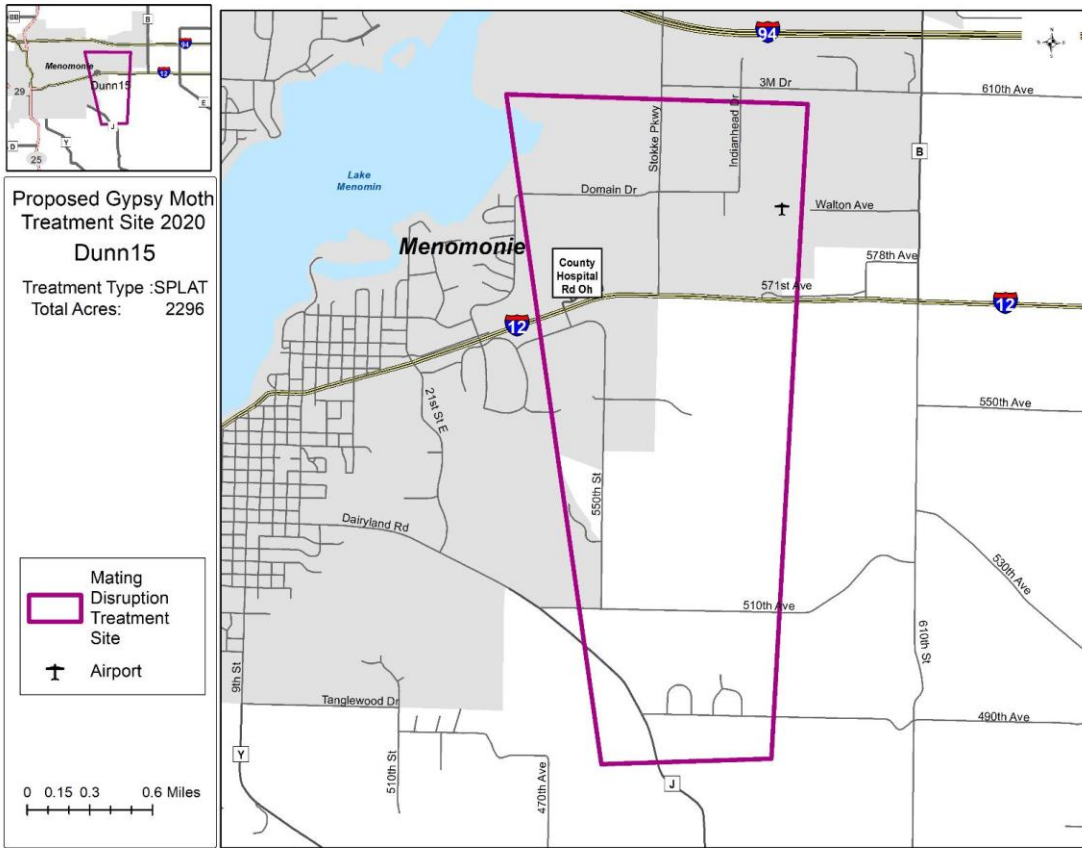 BB
B
94
Menomonie
12
Dunn15
29
E
J
Y
D
25
Proposed Gypsy Moth
Treatment Site 2020
Dunn15
Treatment Type :SPLAT
Total Acres: 2296
Mating
Disruption
Treatment
Site
Airport
0 0.15 0.3 0.6 Miles
94
N
3M Dr
610th Ave
Stokke Pkwy
Indianhead Dr
B
Lake
Menomin
Domain Dr
Walton Ave
Menomonie
County
Hospital
Rd Oh
578th Ave
571st Ave
12
12
21st St E
550th Ave
550th St
Dairyland Rd
530th Ave
510th Ave
610th St
9th St
Tanglewood Dr
490th Ave
Y
510th St
470th Ave
J